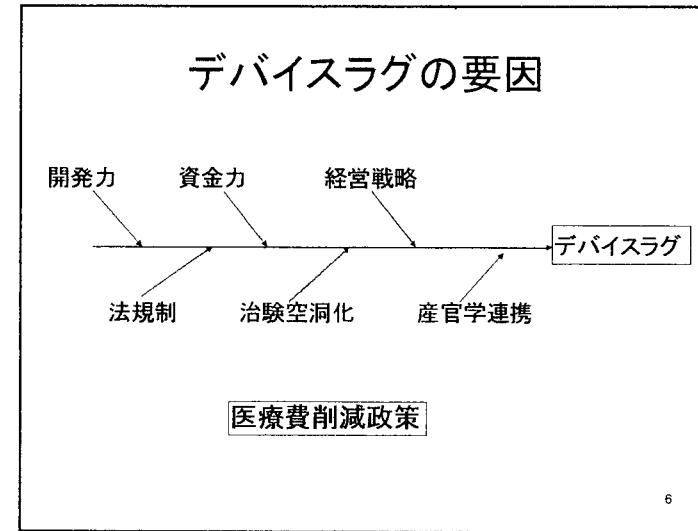 デバイスラグの要因
開発力 資金力 経営戦略
デバイスラグ
法規制 治験空洞化 産官学連携
医療費削減政策
6